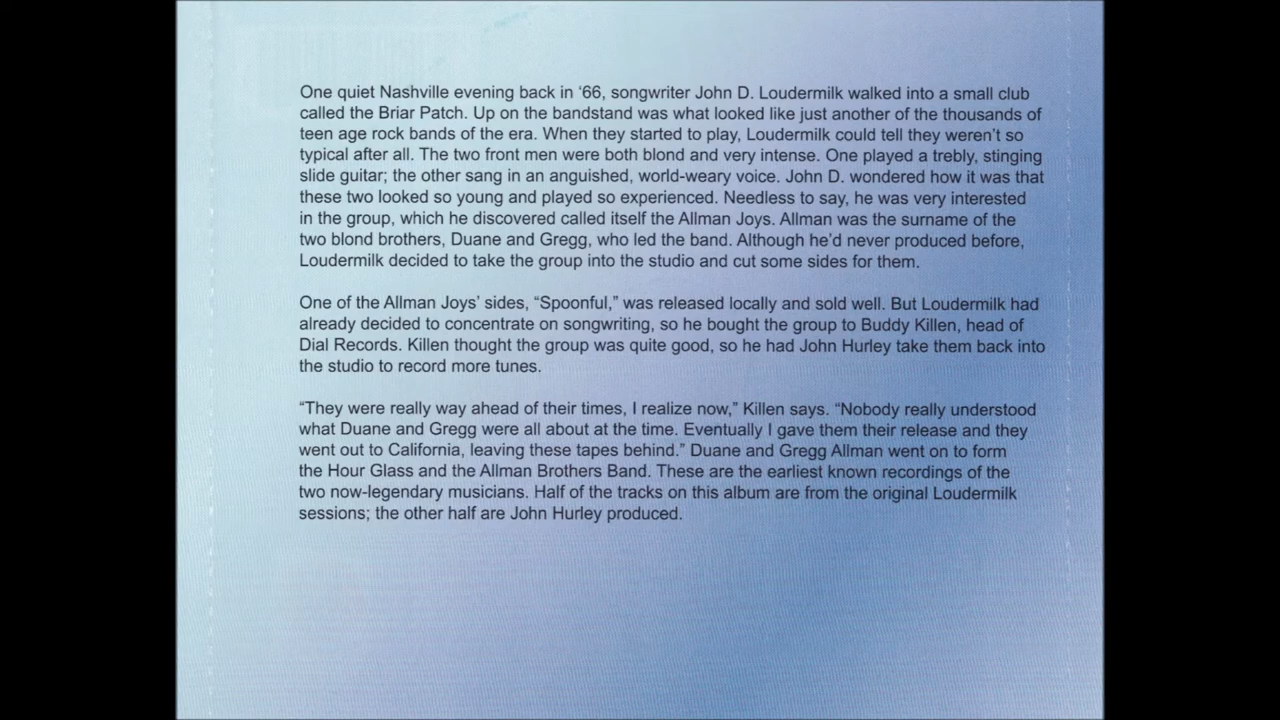 One quiet Nashville evening back in ‘66, songwriter John D. Loudermilk walked into a small club
called the Briar Patch. Up on the bandstand was what looked like just another of the thousands of
teen age rock bands of the era. When they started to play, Loudermilk could tell they weren’t so
typical after all. The two front men were both blond and very intense. One played a trebly, stinging
slide guitar; the other sang in an anguished, world-weary voice. John D. wondered how it was that
these two looked so young and played so experienced. Needless to say, he was very interested
in the group, which he discovered called itself the Allman Joys. Allman was the surname of the
two blond brothers, Duane and Gregg, who led the band. Although he’d never produced before,
Loudermilk decided to take the group into the studio and cut some sides for them.
One of the Allman Joys’ sides, “Spoonful,” was released locally and sold well. But Loudermilk had
already decided to concentrate on songwriting, so he bought the group to Buddy Killen, head of
Dial Records. Killen thought the group was quite good, so he had John Hurley take them back into
the studio to record more tunes.
“They were really way ahead of their times, I realize now,” Killen says. “Nobody really understood
what Duane and Gregg were all about at the time. Eventually I gave them their release and they
went out to California, leaving these tapes behind.” Duane and Gregg Allman went on to form
the Hour Glass and the Allman Brothers Band. These are the earliest known recordings of the
two now-legendary musicians. Half of the tracks on this album are from the original Loudermilk
sessions; the other half are John Hurley produced.